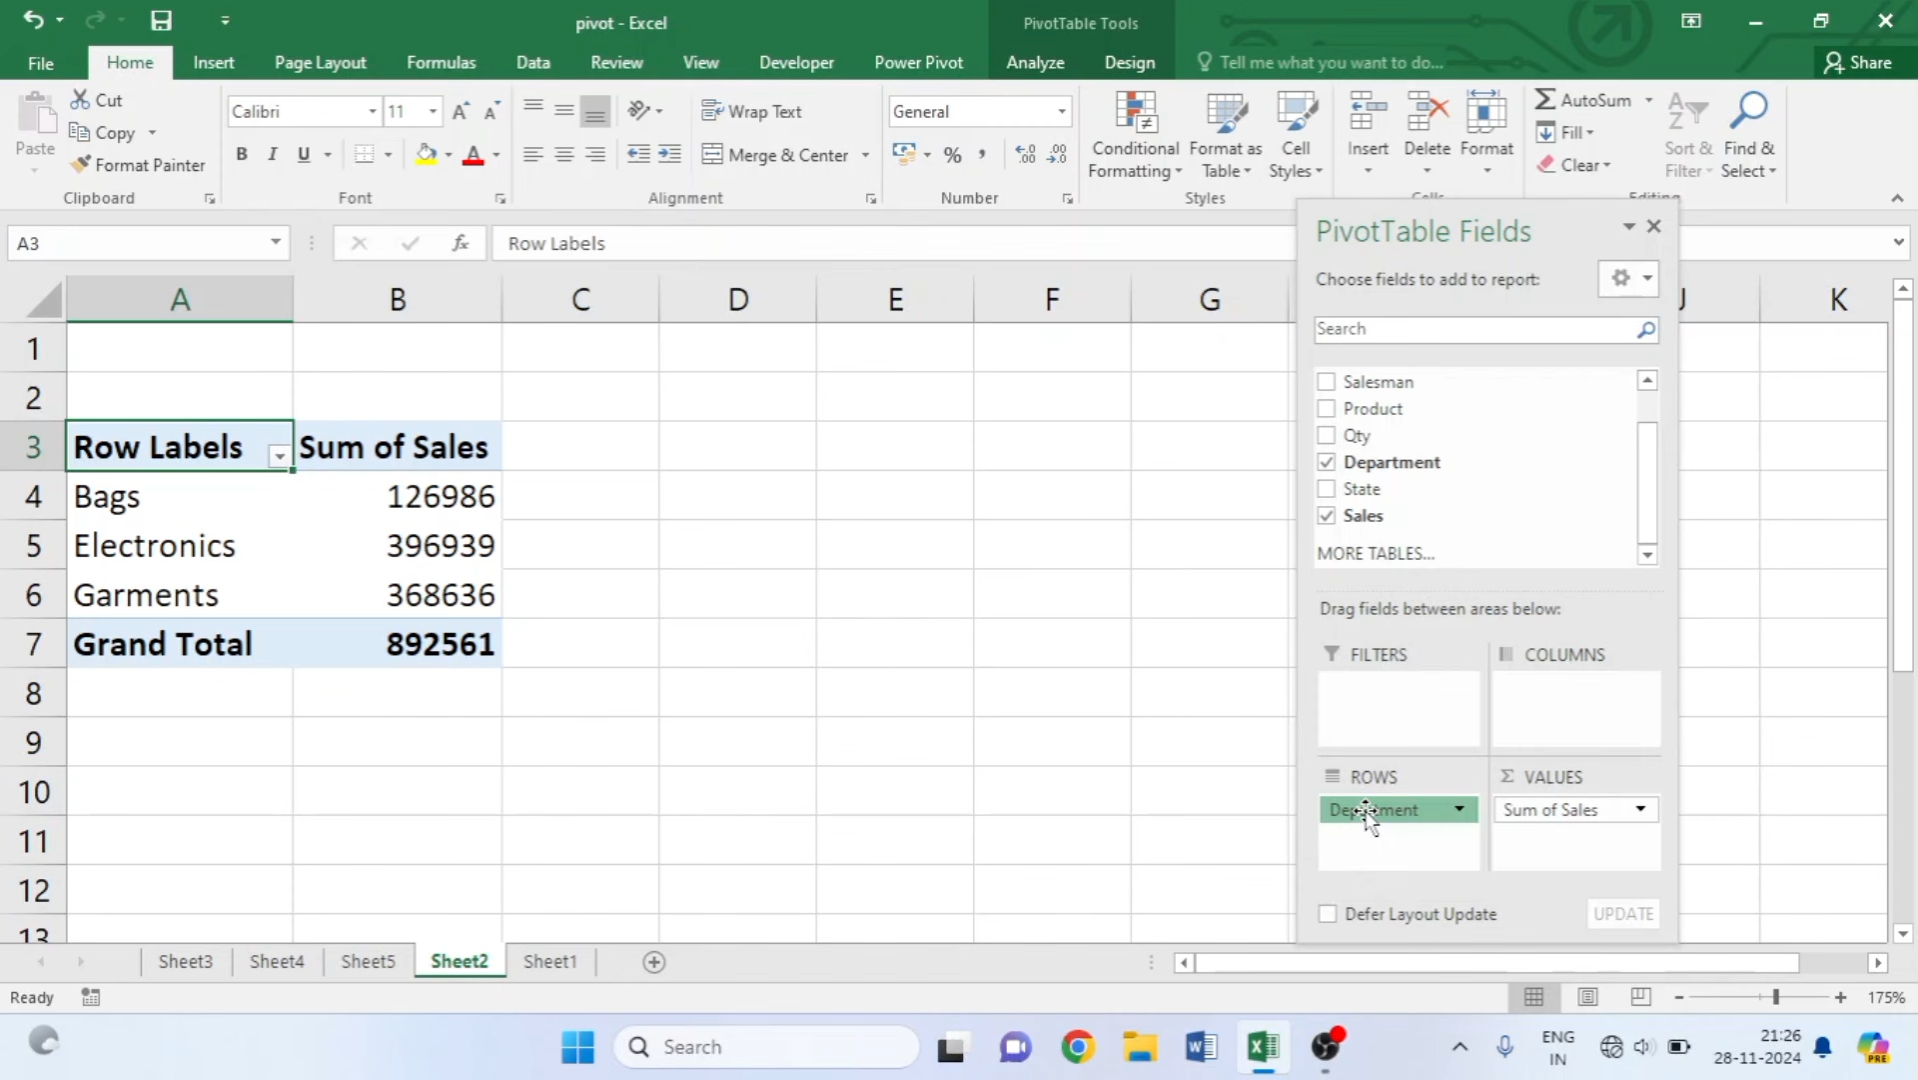 pivot - Excel
PivotTable Tools
File Home Insert Page Layout Formulas Data Review View Developer Power Pivot Analyze Design Tell me what you want to do... Share
Paste
Cut
Copy
Format Painter
Clipboard
Calibri 11
B I U A
Font
Wrap Text
Merge & Center
Alignment
General
%
Number
Conditional Formatting
Format as Table
Cell Styles
Styles
Insert Delete Format
Cells
AutoSum
Fill
Clear
Sort & Filter
Find & Select
Editing
A3 fx Row Labels
A B C D E F G J K
1
2
3 Row Labels Sum of Sales
4 Bags 126986
5 Electronics 396939
6 Garments 368636
7 Grand Total 892561
8
9
10
11
12
13
PivotTable Fields
Choose fields to add to report:
Search
Salesman
Product
Qty
Department
State
Sales
MORE TABLES...
Drag fields between areas below:
FILTERS COLUMNS
ROWS Σ VALUES
Department Sum of Sales
Defer Layout Update UPDATE
Sheet3 Sheet4 Sheet5 Sheet2 Sheet1
Ready 175%
Search
ENG
IN
21:26
28-11-2024
PRE